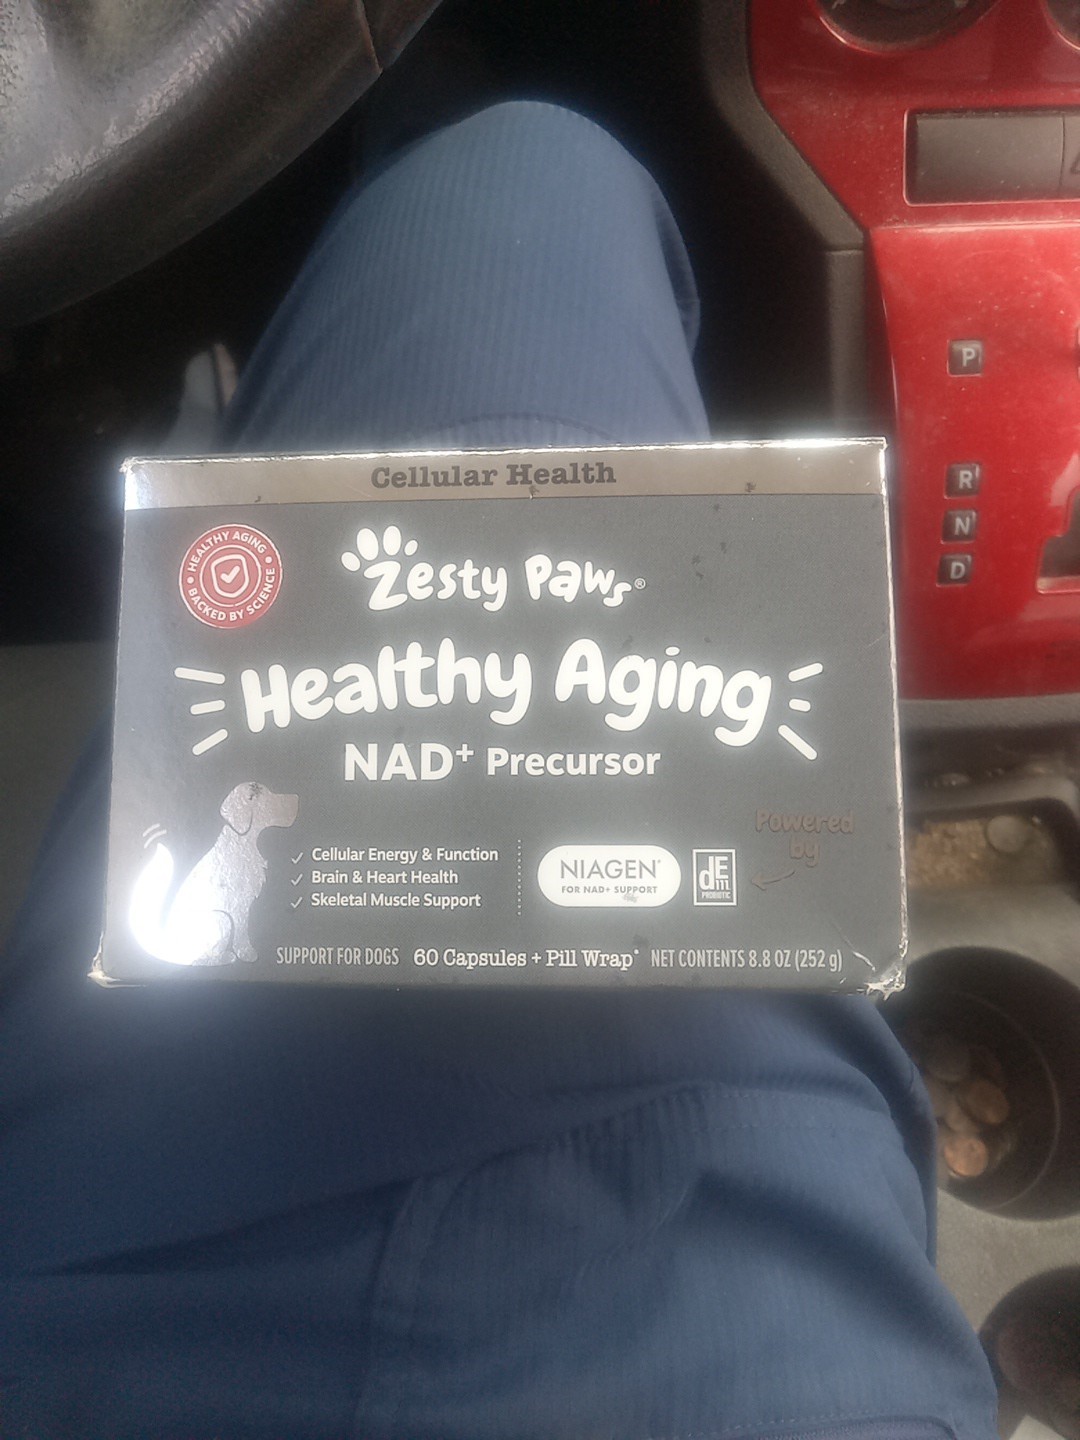 Cellular Health
HEALTHY AGING
BACKED BY SCIENCE
Zesty Paws®
Healthy Aging
NAD+ Precursor
✓ Cellular Energy & Function
✓ Brain & Heart Health
✓ Skeletal Muscle Support
NIAGEN®
FOR NAD+ SUPPORT
dE111
PROBIOTIC
Powered
by
SUPPORT FOR DOGS 60 Capsules + Pill Wrap* NET CONTENTS 8.8 OZ (252 g)
P
R
N
D